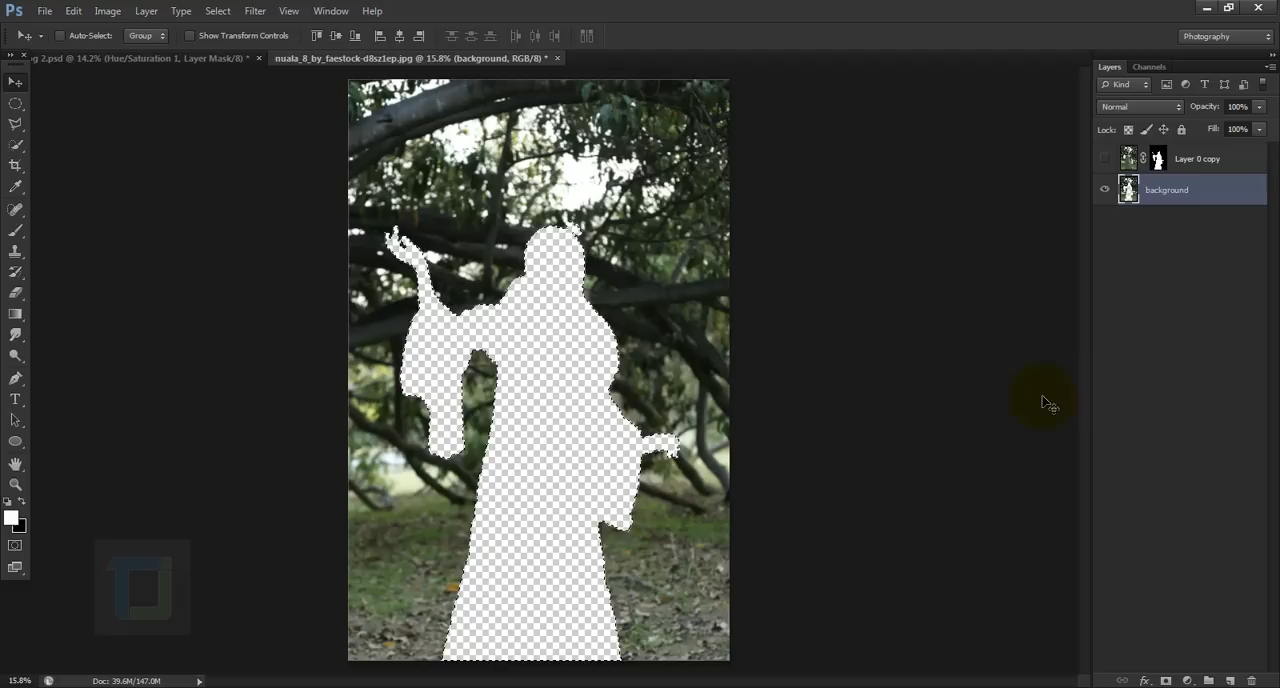 Ps File Edit Image Layer Type Select Filter View Window Help
Auto-Select: Group Show Transform Controls Photography
g 2.psd @ 14.2% (Hue/Saturation 1, Layer Mask/8) * × nuala_8_by_faestock-d8sz1ep.jpg @ 15.8% (background, RGB/8) * ×
Layers Channels
Kind
Normal Opacity: 100%
Lock: Fill: 100%
Layer 0 copy
background
15.8% Doc: 39.6M/147.0M